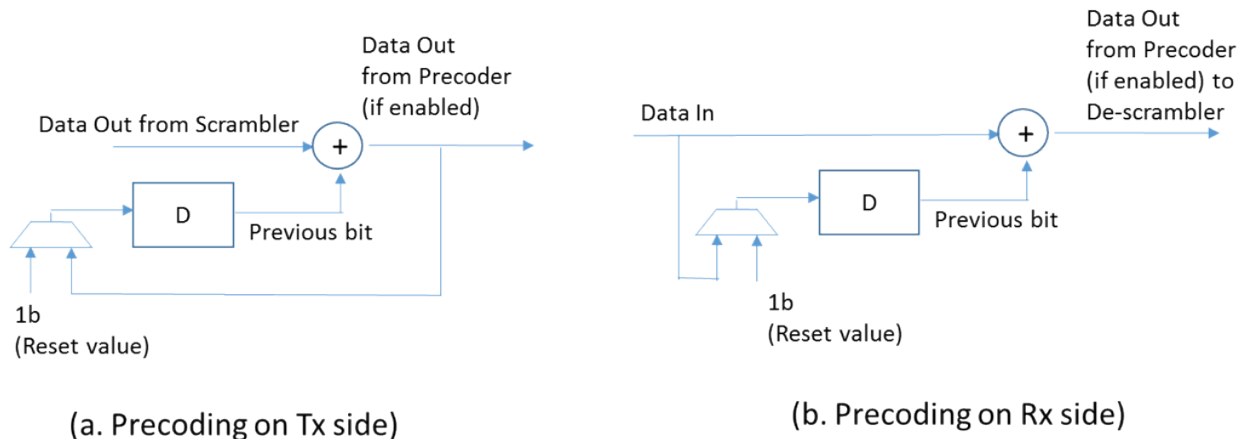 Data Out
from Precoder
(if enabled)
Data Out from Scrambler
+
D
Previous bit
1b
(Reset value)
(a. Precoding on Tx side)
Data Out
from Precoder
(if enabled) to
De-scrambler
Data In
+
D
Previous bit
1b
(Reset value)
(b. Precoding on Rx side)